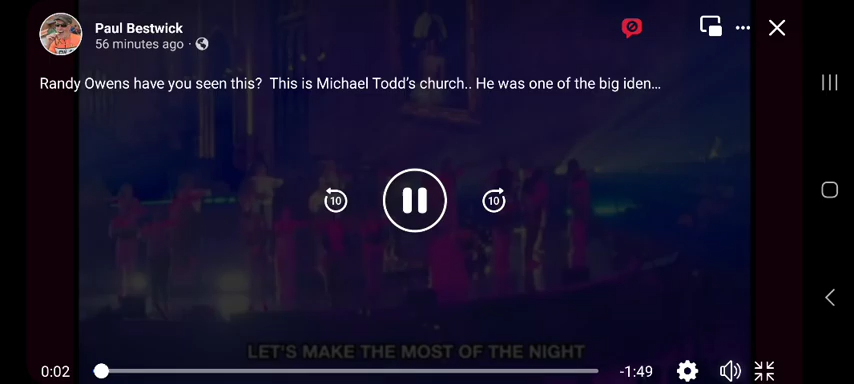 Paul Bestwick
56 minutes ago ·
Randy Owens have you seen this? This is Michael Todd's church.. He was one of the big iden...
10
10
LET'S MAKE THE MOST OF THE NIGHT
0:02
-1:49